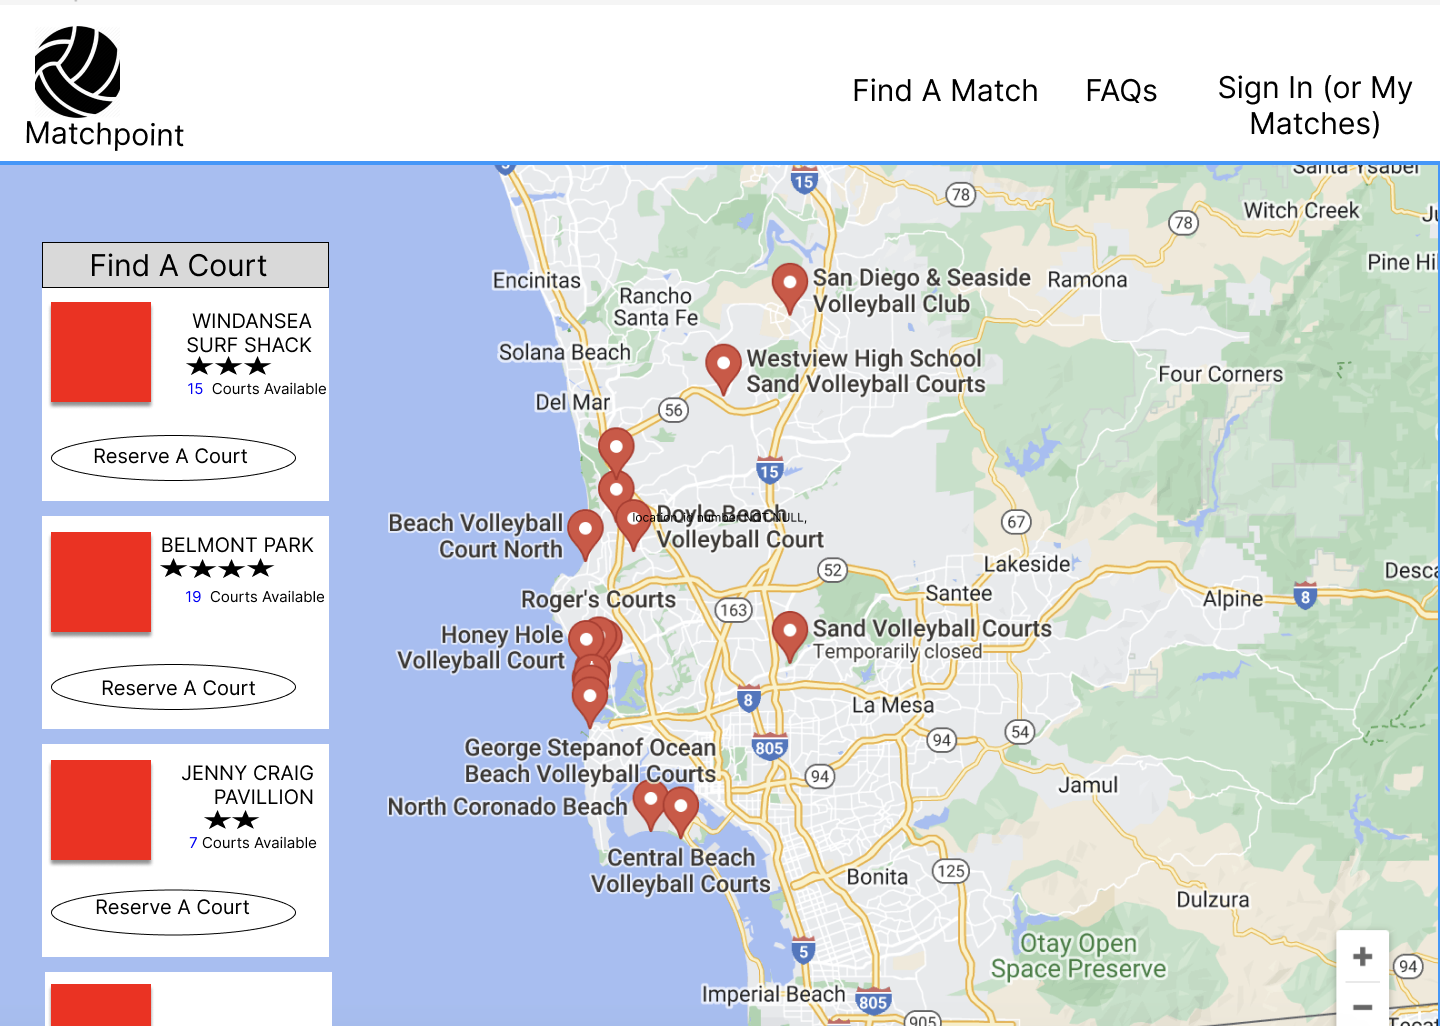 Matchpoint
Find A Match
FAQs
Sign In (or My
Matches)
Find A Court
WINDANSEA
SURF SHACK
15 Courts Available
Reserve A Court
BELMONT PARK
19 Courts Available
Reserve A Court
JENNY CRAIG
PAVILLION
7 Courts Available
Reserve A Court
15
78
Santa Ysabel
Witch Creek
78
Pine Hil
Encinitas
Rancho
Santa Fe
San Diego & Seaside
Volleyball Club
Ramona
Solana Beach
Westview High School
Sand Volleyball Courts
Four Corners
Del Mar
56
15
Beach Volleyball
Court North
Doyle Beach
Volleyball Court
location_id number NOT NULL,
67
Lakeside
52
Desca
Roger's Courts
163
Santee
Alpine
8
Honey Hole
Volleyball Court
Sand Volleyball Courts
Temporarily closed
8
La Mesa
George Stepanof Ocean
Beach Volleyball Courts
805
94
54
94
Jamul
North Coronado Beach
Central Beach
Volleyball Courts
Bonita
125
Dulzura
5
Otay Open
Space Preserve
+
94
−
Imperial Beach
805
905